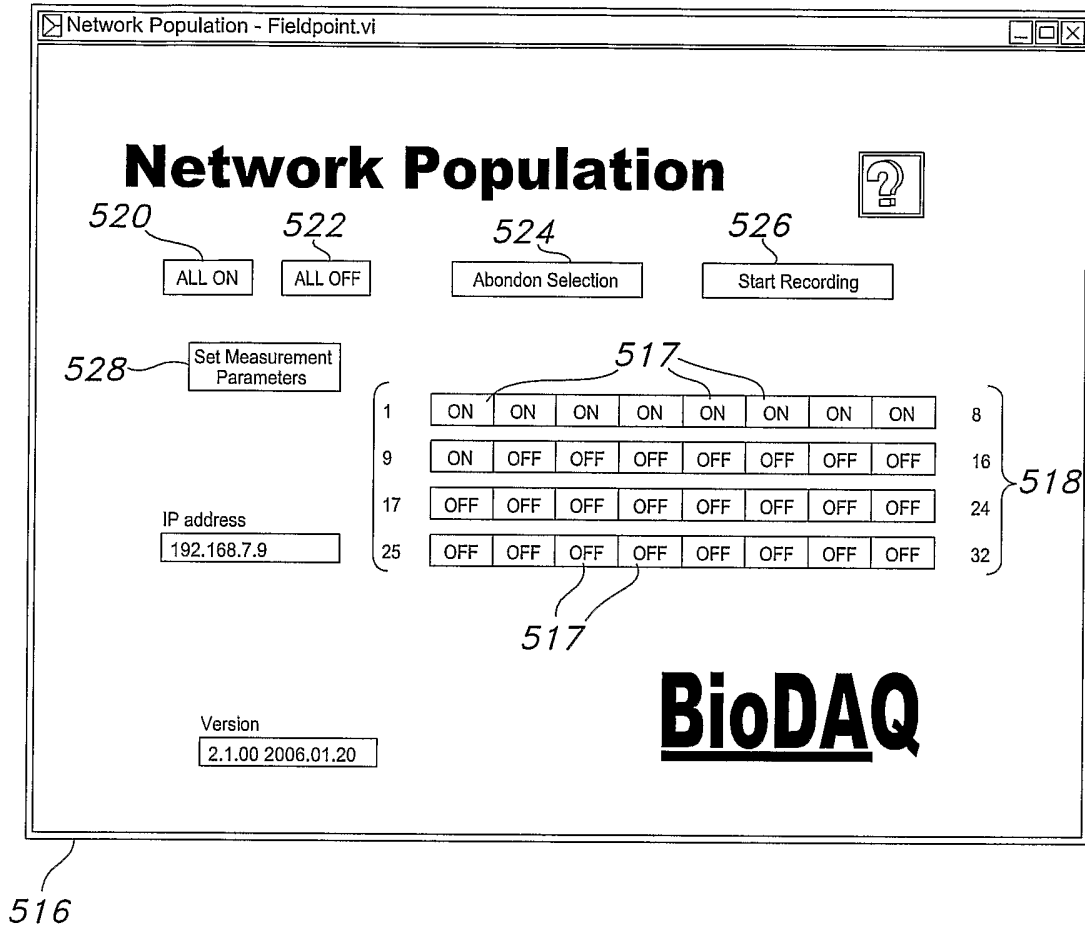 Network Population - Fieldpoint.vi
Network Population
?
520 522 524 526
ALL ON ALL OFF Abondon Selection Start Recording
528
Set Measurement
Parameters
517
1 ON ON ON ON ON ON ON ON 8
9 ON OFF OFF OFF OFF OFF OFF OFF 16
518
17 OFF OFF OFF OFF OFF OFF OFF OFF 24
IP address
192.168.7.9
25 OFF OFF OFF OFF OFF OFF OFF OFF 32
517
BioDAQ
Version
2.1.00 2006.01.20
516